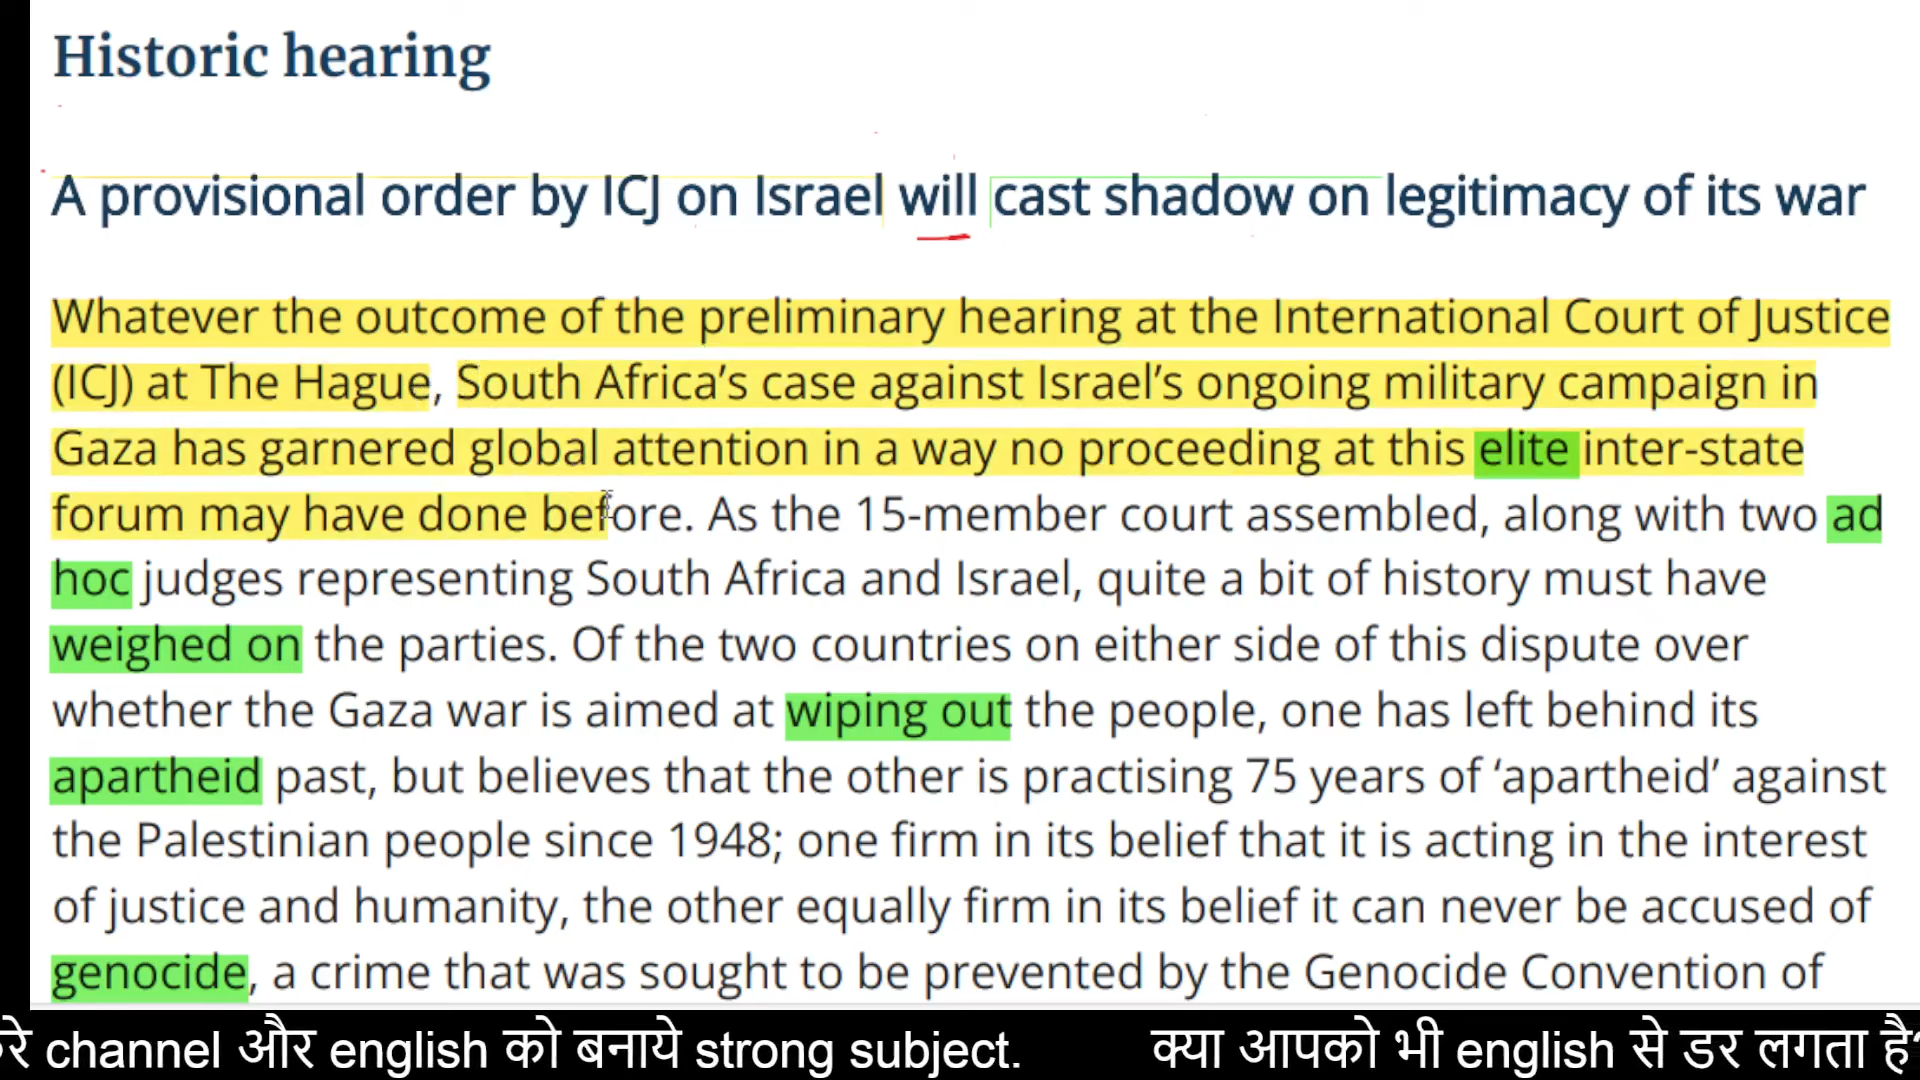 Historic hearing
A provisional order by ICJ on Israel will cast shadow on legitimacy of its war
Whatever the outcome of the preliminary hearing at the International Court of Justice
(ICJ) at The Hague, South Africa’s case against Israel’s ongoing military campaign in
Gaza has garnered global attention in a way no proceeding at this elite inter-state
forum may have done before. As the 15-member court assembled, along with two ad
hoc judges representing South Africa and Israel, quite a bit of history must have
weighed on the parties. Of the two countries on either side of this dispute over
whether the Gaza war is aimed at wiping out the people, one has left behind its
apartheid past, but believes that the other is practising 75 years of ‘apartheid’ against
the Palestinian people since 1948; one firm in its belief that it is acting in the interest
of justice and humanity, the other equally firm in its belief it can never be accused of
genocide, a crime that was sought to be prevented by the Genocide Convention of
channel और english को बनाये strong subject. क्या आपको भी english से डर लगता है